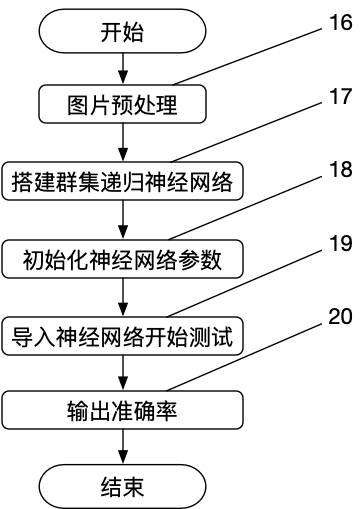 开始
16
图片预处理
17
搭建群集递归神经网络
18
初始化神经网络参数
19
导入神经网络开始测试
20
输出准确率
结束